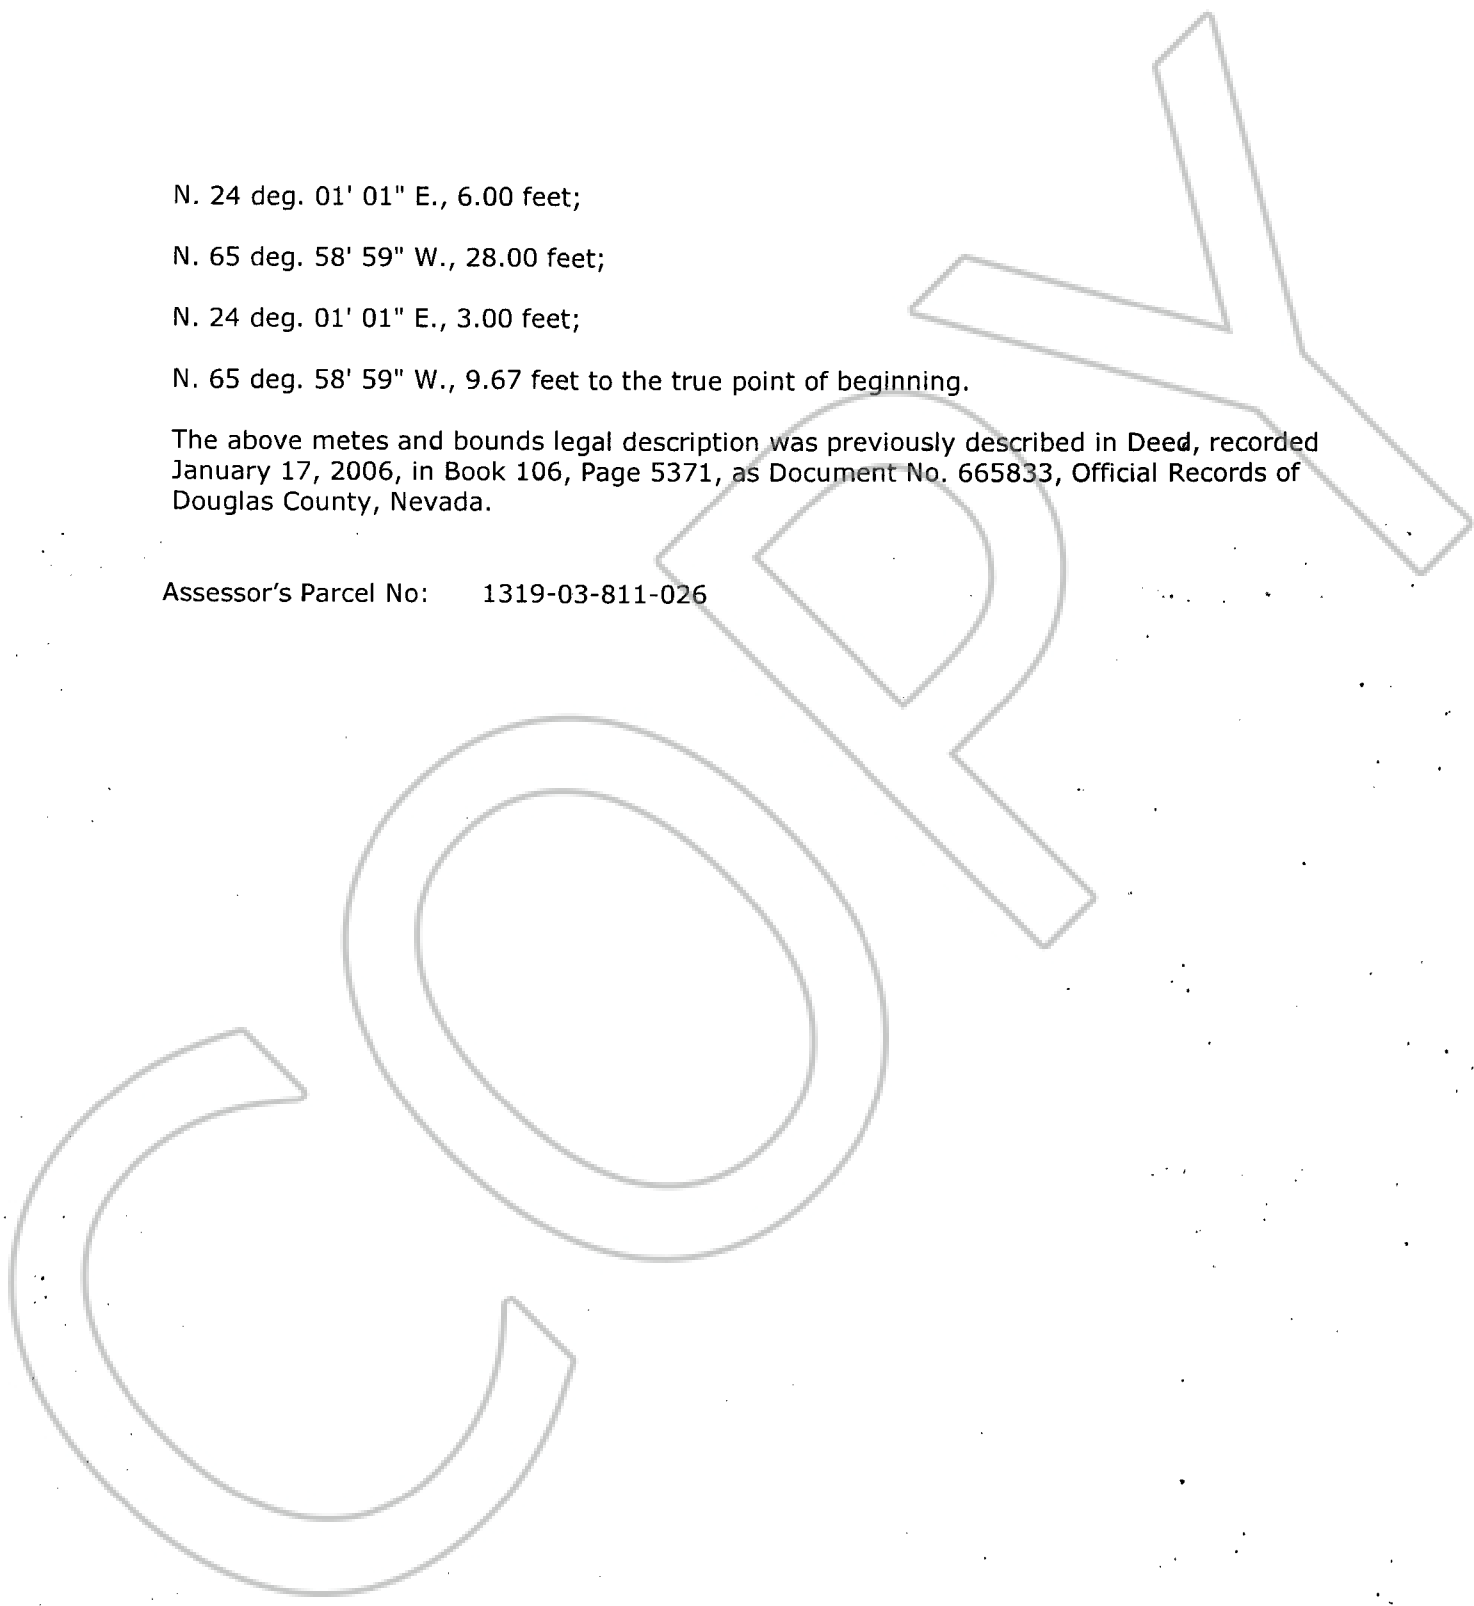 N. 24 deg. 01' 01" E., 6.00 feet;
N. 65 deg. 58' 59" W., 28.00 feet;
N. 24 deg. 01' 01" E., 3.00 feet;
N. 65 deg. 58' 59" W., 9.67 feet to the true point of beginning.
The above metes and bounds legal description was previously described in Deed, recorded
January 17, 2006, in Book 106, Page 5371, as Document No. 665833, Official Records of
Douglas County, Nevada.
Assessor's Parcel No: 1319-03-811-026
COPY